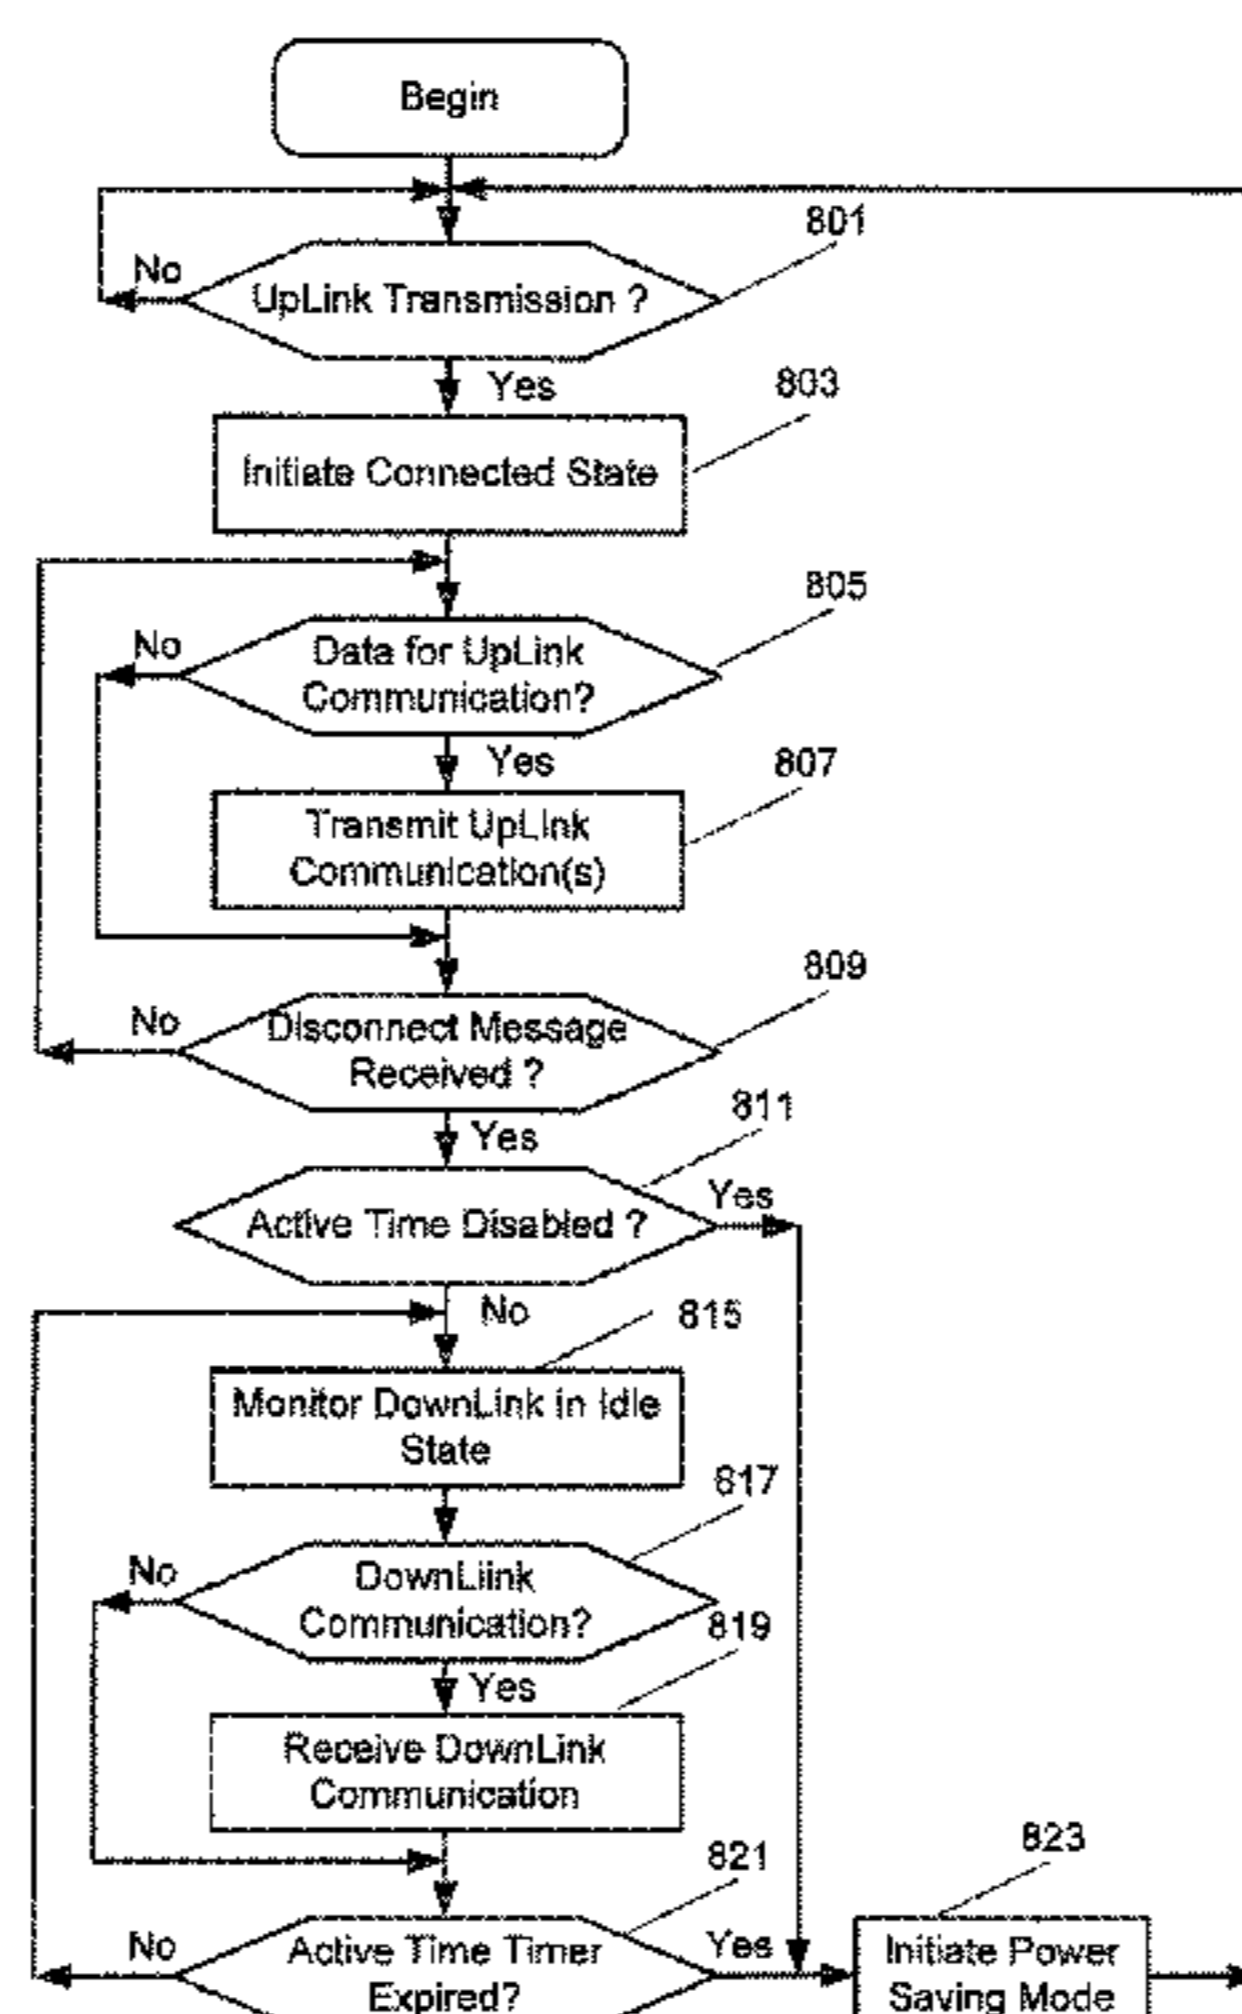 Begin
801
No
UpLink Transmission ?
Yes
803
Initiate Connected State
805
No
Data for UpLink
Communication?
Yes
807
Transmit UpLink
Communication(s)
809
No
Disconnect Message
Received ?
Yes
811
Active Time Disabled ?
Yes
No
815
Monitor DownLink in Idle
State
817
No
DownLiink
Communication?
819
Yes
Receive DownLink
Communication
821
823
No
Active Time Timer
Expired?
Yes
Initiate Power
Saving Mode